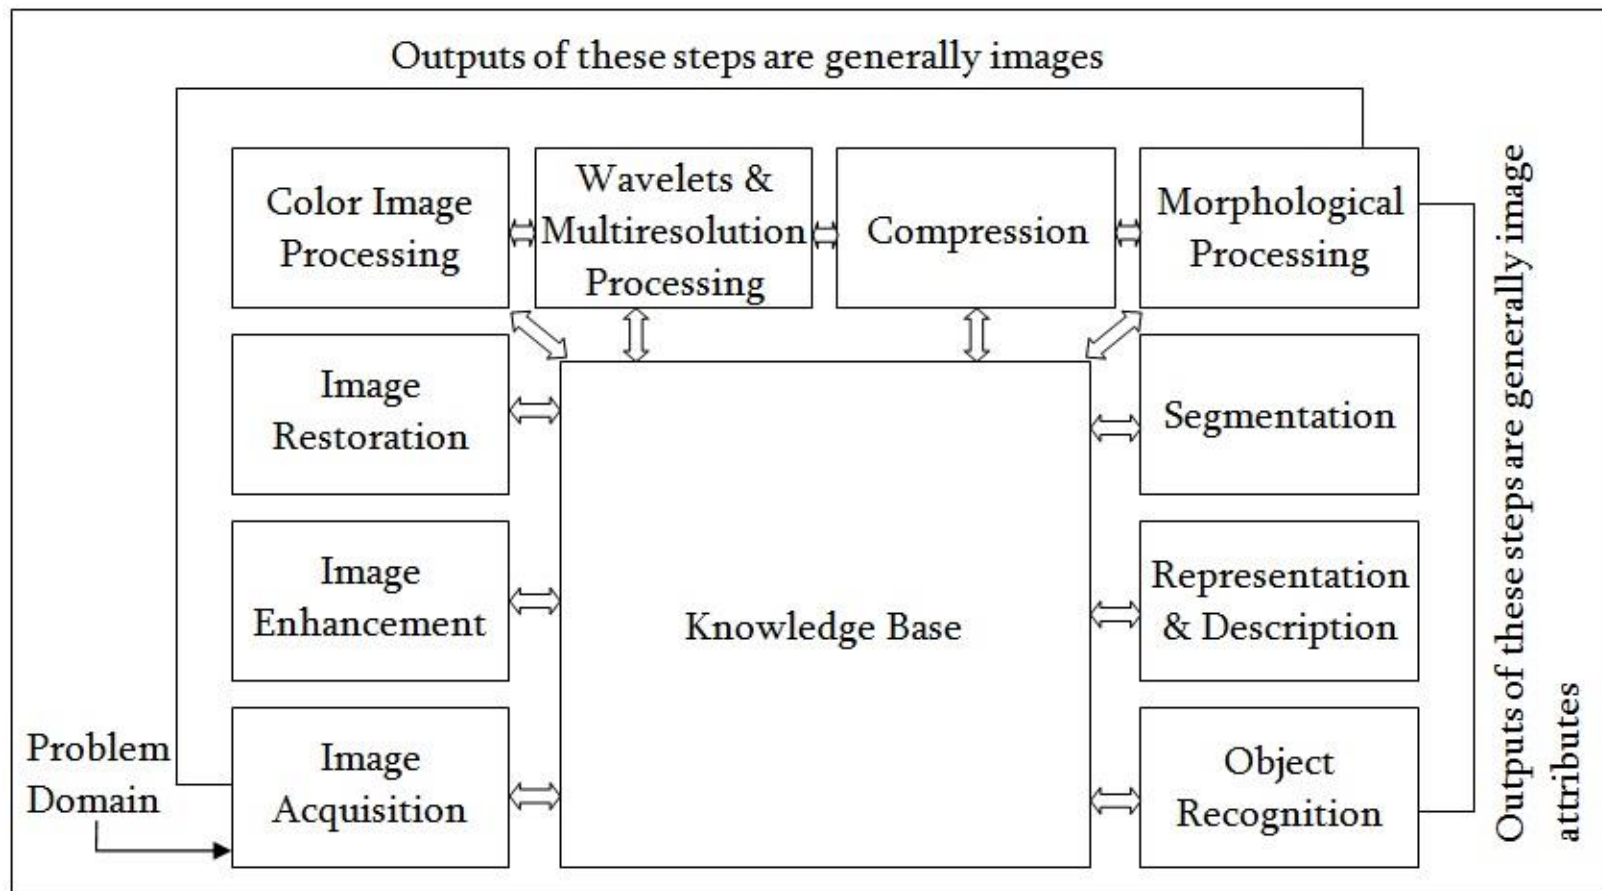 Outputs of these steps are generally images
Color Image
Processing
Wavelets &
Multiresolution
Processing
Compression
Morphological
Processing
Image
Restoration
Segmentation
Image
Enhancement
Knowledge Base
Representation
& Description
Problem
Domain
Image
Acquisition
Object
Recognition
Outputs of these steps are generally image
attributes